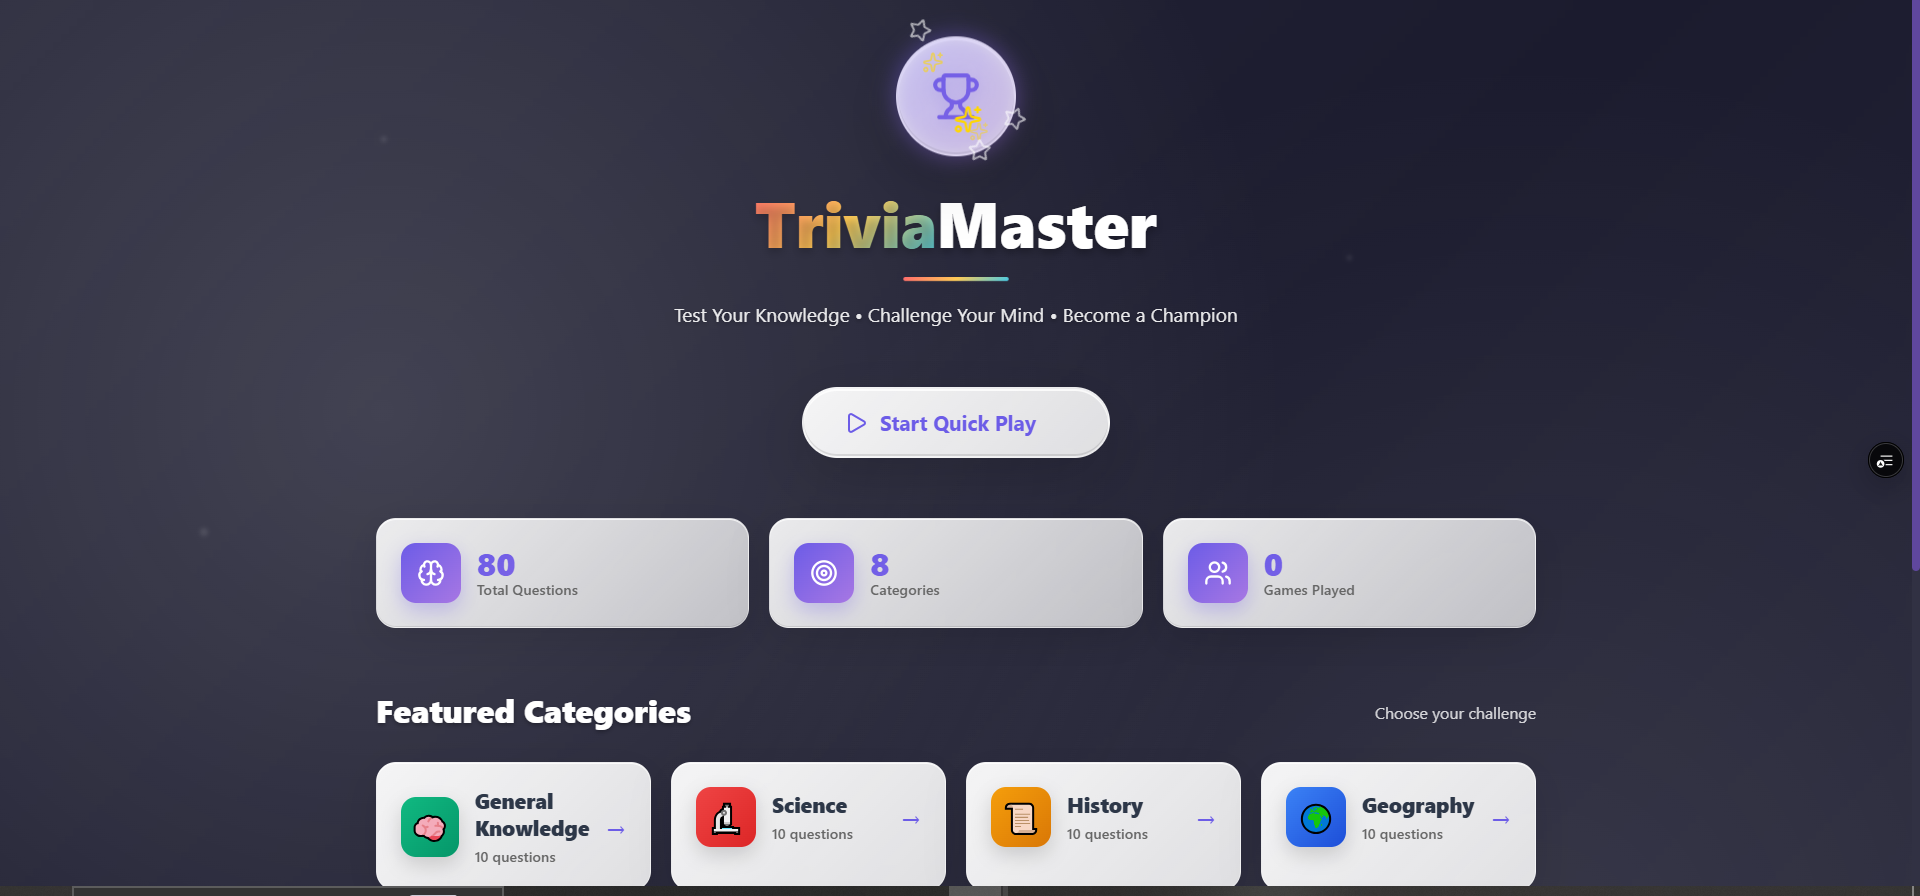 TriviaMaster
Test Your Knowledge • Challenge Your Mind • Become a Champion
Start Quick Play
80
Total Questions
8
Categories
0
Games Played
Featured Categories
Choose your challenge
General
Knowledge
10 questions
Science
10 questions
History
10 questions
Geography
10 questions